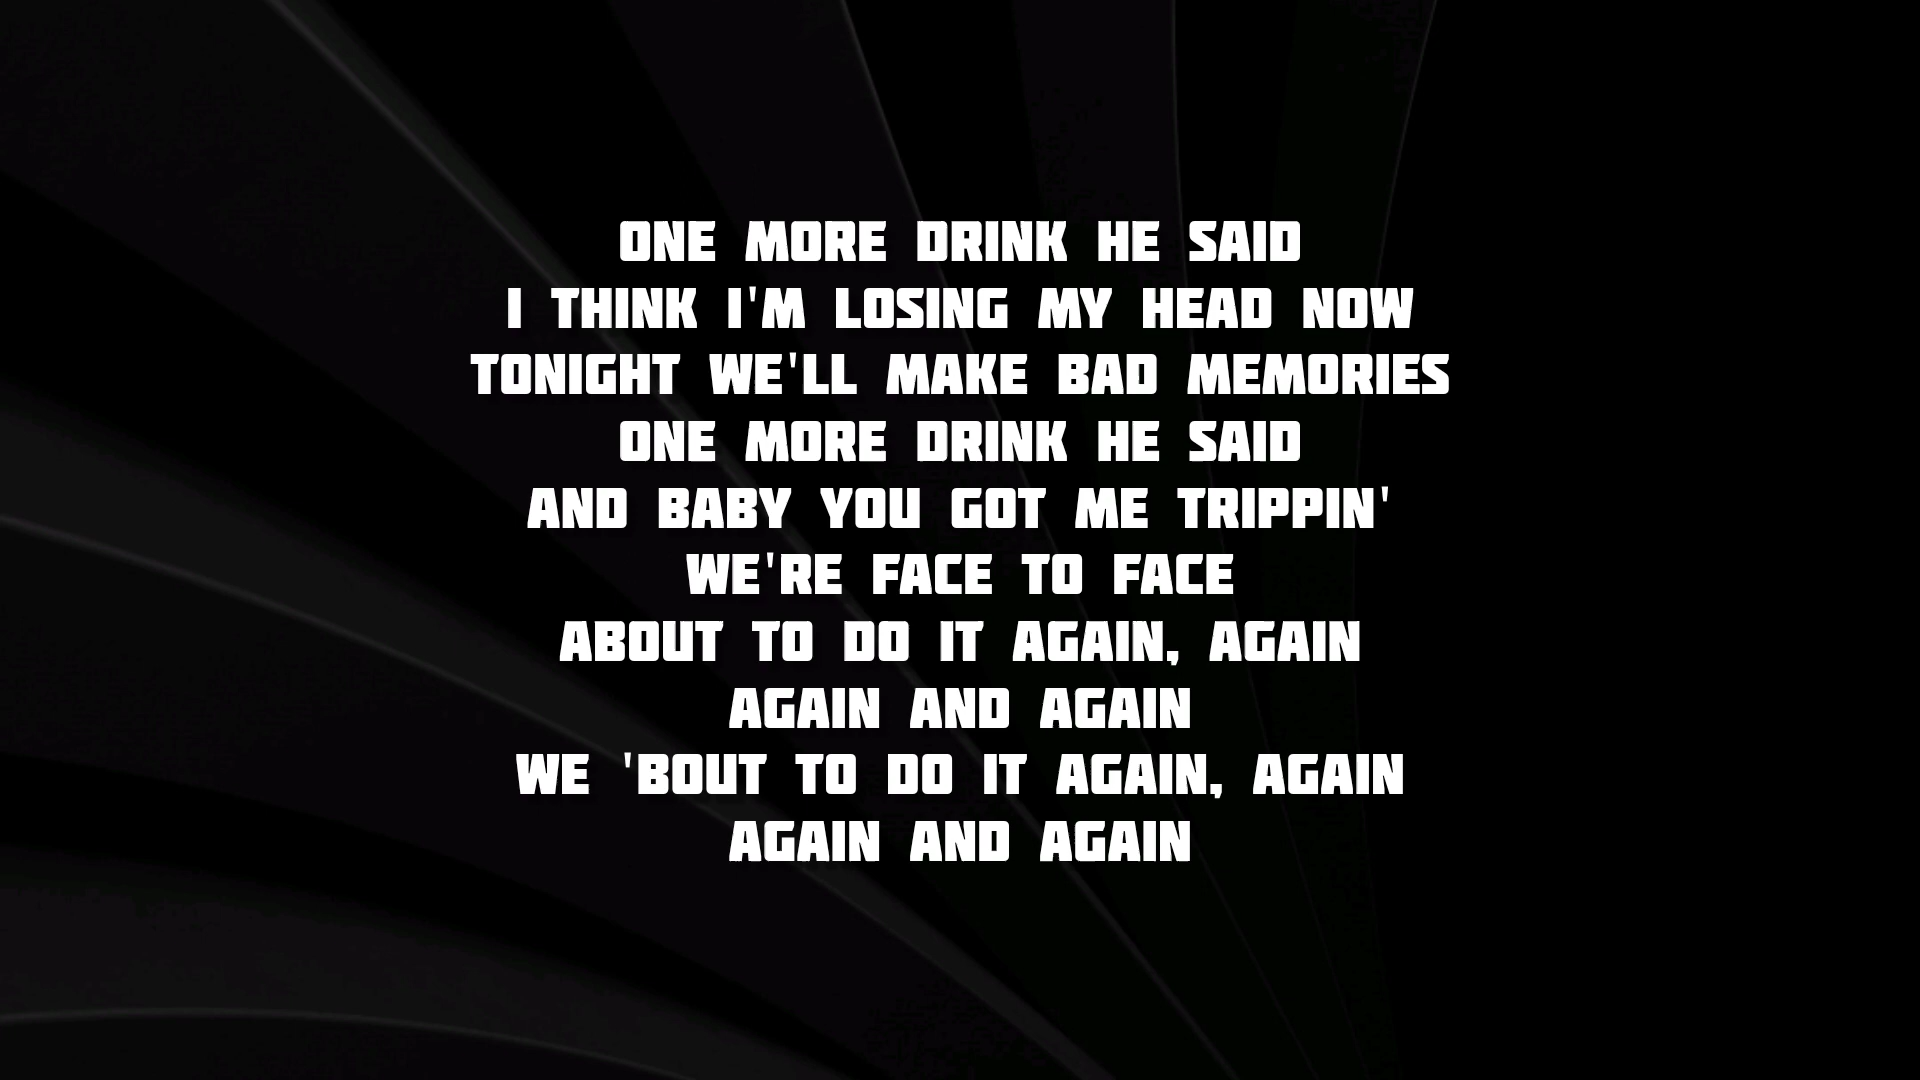 ONE MORE DRINK HE SAID
I THINK I'M LOSING MY HEAD NOW
TONIGHT WE'LL MAKE BAD MEMORIES
ONE MORE DRINK HE SAID
AND BABY YOU GOT ME TRIPPIN'
WE'RE FACE TO FACE
ABOUT TO DO IT AGAIN, AGAIN
AGAIN AND AGAIN
WE 'BOUT TO DO IT AGAIN, AGAIN
AGAIN AND AGAIN